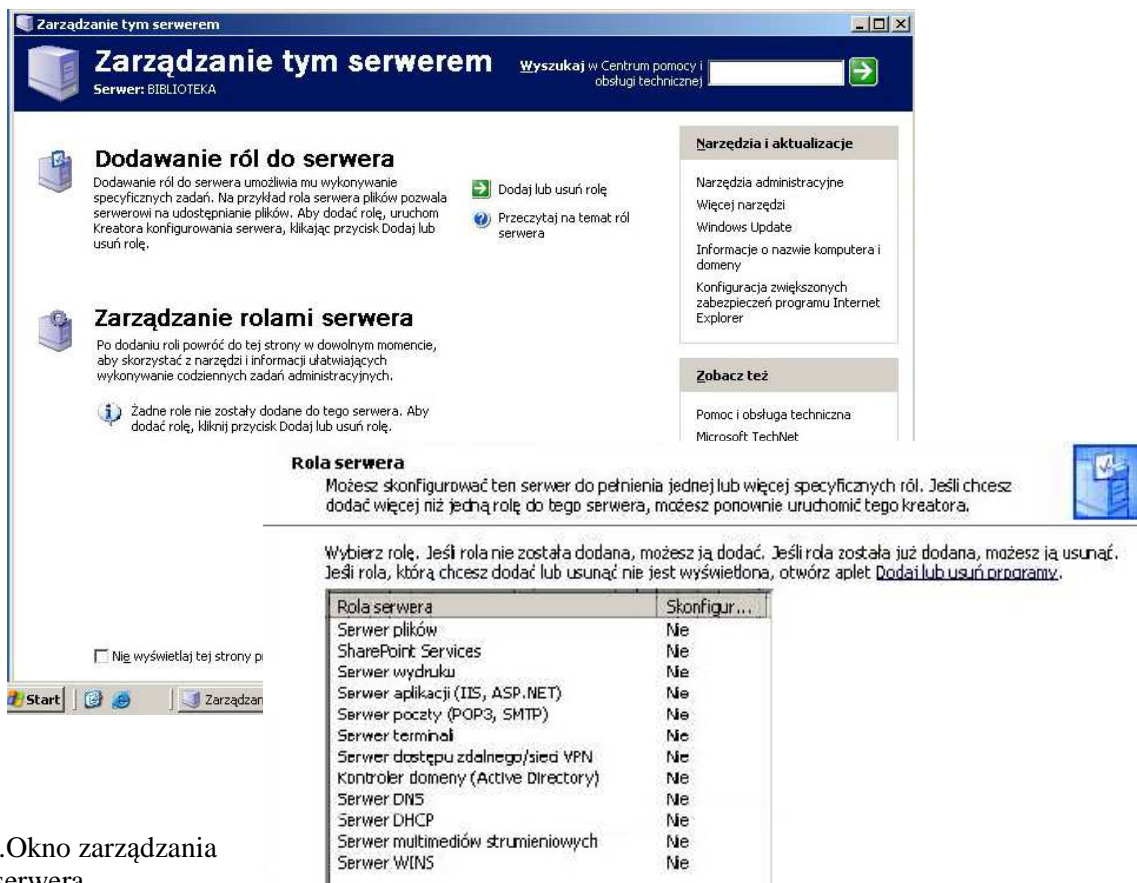 Zarządzanie tym serwerem
Zarządzanie tym serwerem
Serwer: BIBLIOTEKA
Wyszukaj w Centrum pomocy i
obsługi technicznej
Dodawanie ról do serwera
Dodawanie ról do serwera umożliwia mu wykonywanie
specyficznych zadań. Na przykład rola serwera plików pozwala
serwerowi na udostępnianie plików. Aby dodać rolę, uruchom
Kreatora konfigurowania serwera, klikając przycisk Dodaj lub
usuń rolę.
Dodaj lub usuń rolę
Przeczytaj na temat ról
serwera
Zarządzanie rolami serwera
Po dodaniu roli powróć do tej strony w dowolnym momencie,
aby skorzystać z narzędzi i informacji ułatwiających
wykonywanie codziennych zadań administracyjnych.
Żadne role nie zostały dodane do tego serwera. Aby
dodać rolę, kliknij przycisk Dodaj lub usuń rolę.
Narzędzia i aktualizacje
Narzędzia administracyjne
Więcej narzędzi
Windows Update
Informacje o nazwie komputera i
domeny
Konfiguracja zwiększonych
zabezpieczeń programu Internet
Explorer
Zobacz też
Pomoc i obsługa techniczna
Microsoft TechNet
Nie wyświetlaj tej strony p
Start
Zarządzan
Rola serwera
Możesz skonfigurować ten serwer do pełnienia jednej lub więcej specyficznych ról. Jeśli chcesz
dodać więcej niż jedną rolę do tego serwera, możesz ponownie uruchomić tego kreatora.
Wybierz rolę. Jeśli rola nie została dodana, możesz ją dodać. Jeśli rola została już dodana, możesz ją usunąć.
Jeśli rola, którą chcesz dodać lub usunąć nie jest wyświetlona, otwórz aplet Dodaj lub usuń programy.
Rola serwera Skonfigur...
Serwer plików Nie
SharePoint Services Nie
Serwer wydruku Nie
Serwer aplikacji (IIS, ASP.NET) Nie
Serwer poczty (POP3, SMTP) Nie
Serwer terminali Nie
Serwer dostępu zdalnego/sieci VPN Nie
Kontroler domeny (Active Directory) Nie
Serwer DNS Nie
Serwer DHCP Nie
Serwer multimediów strumieniowych Nie
Serwer WINS Nie
.Okno zarządzania
serwera